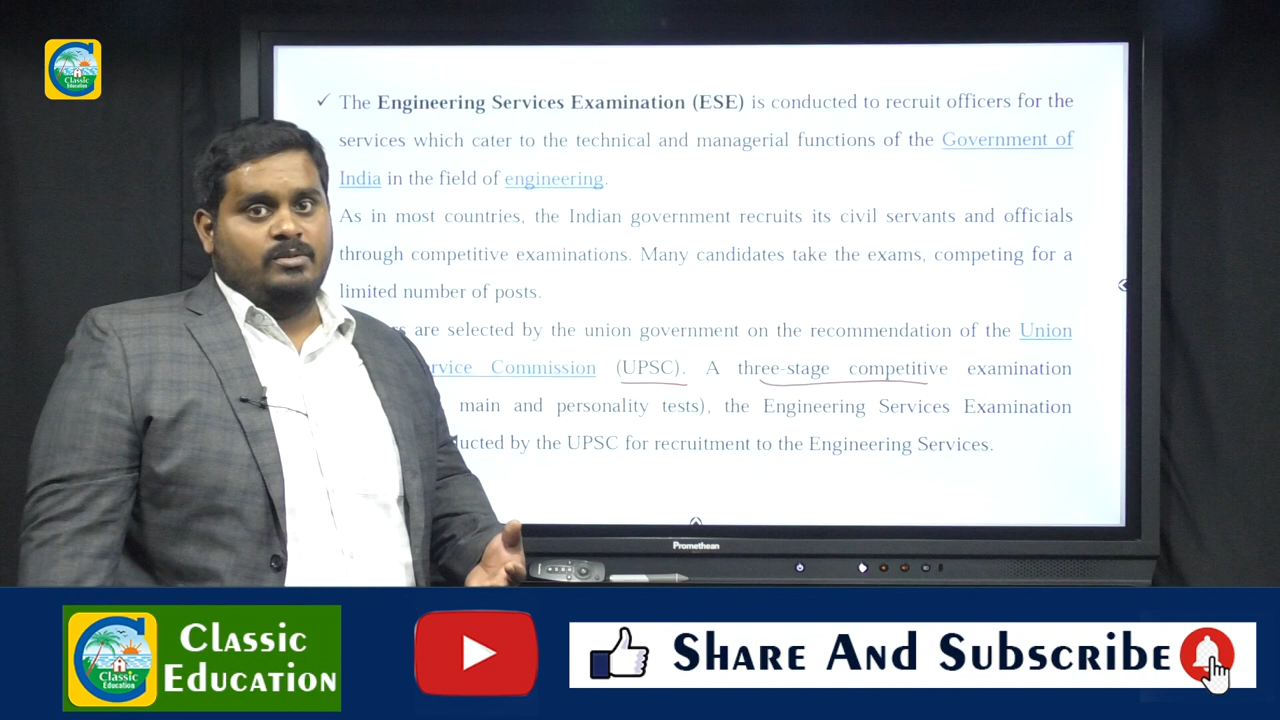 Classic
Education
✓ The Engineering Services Examination (ESE) is conducted to recruit officers for the
services which cater to the technical and managerial functions of the Government of
India in the field of engineering.
As in most countries, the Indian government recruits its civil servants and officials
through competitive examinations. Many candidates take the exams, competing for a
limited number of posts.
are selected by the union government on the recommendation of the Union
Commission (UPSC). A three-stage competitive examination
main and personality tests), the Engineering Services Examination
by the UPSC for recruitment to the Engineering Services.
Promethean
Classic
Education
Classic
Education
Share And Subscribe